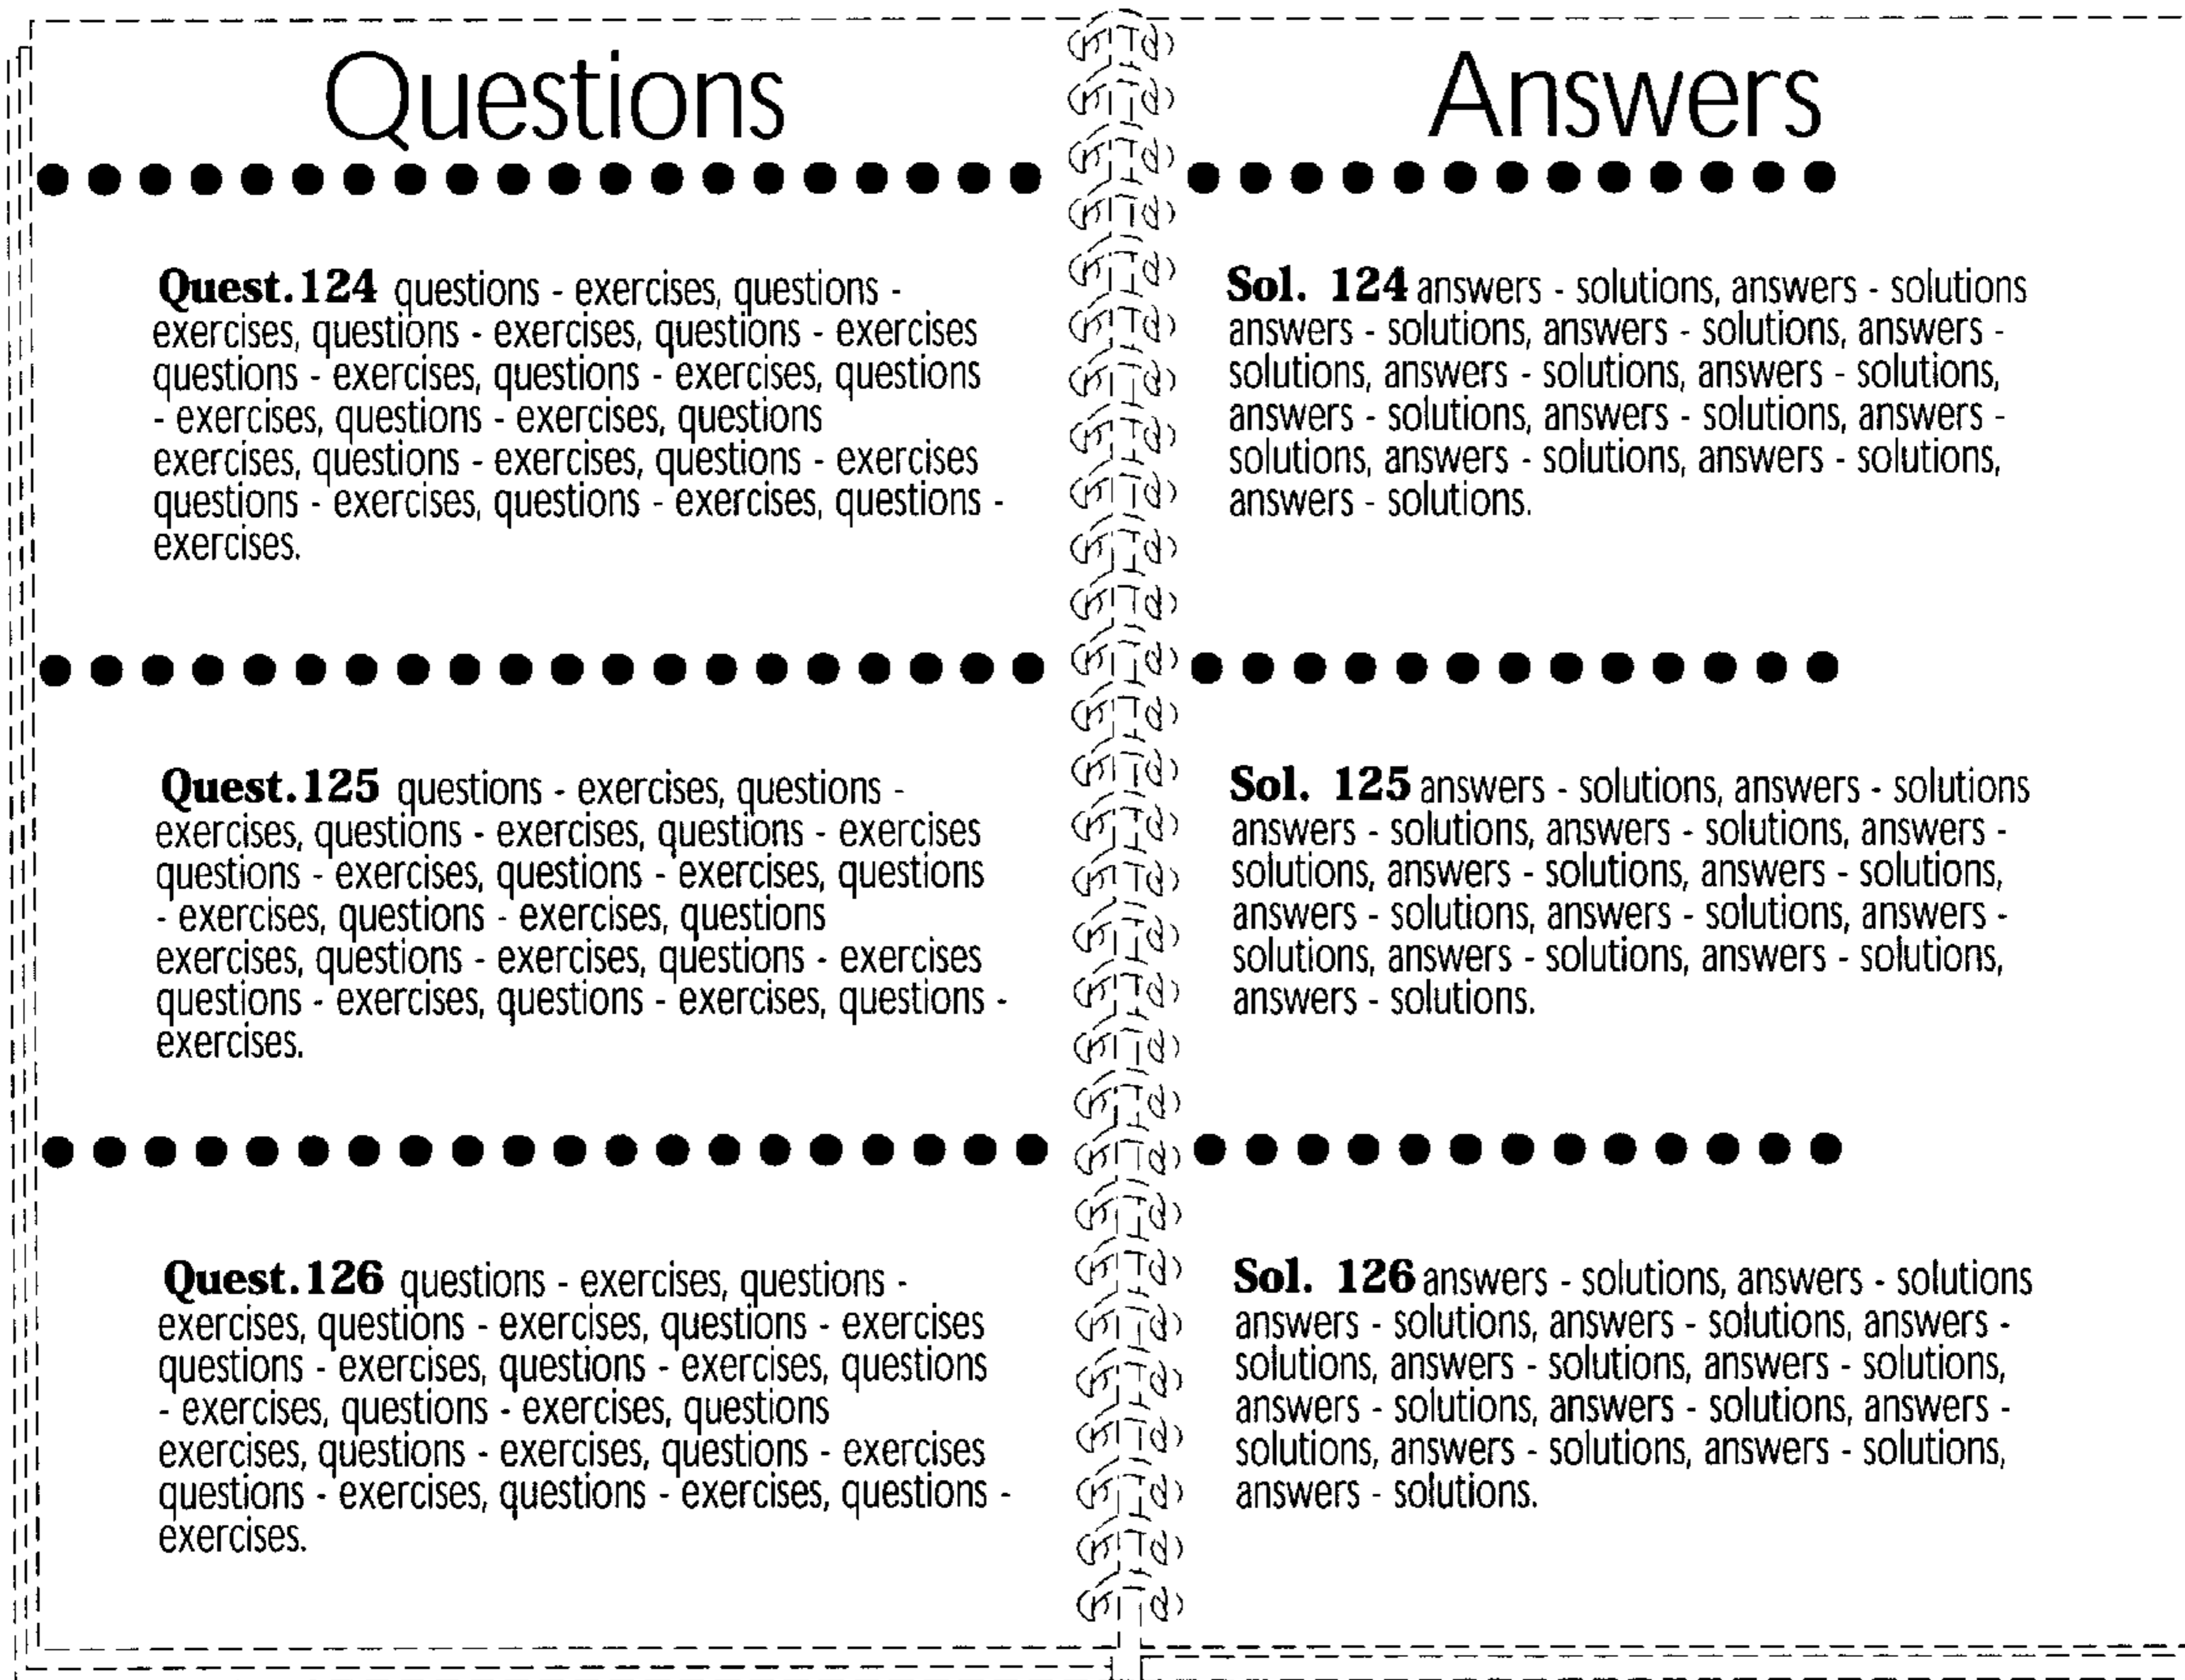 Questions
Quest.124 questions - exercises, questions -
exercises, questions - exercises, questions - exercises
questions - exercises, questions - exercises, questions
- exercises, questions - exercises, questions
exercises, questions - exercises, questions - exercises
questions - exercises, questions - exercises, questions -
exercises.
Quest.125 questions - exercises, questions -
exercises, questions - exercises, questions - exercises
questions - exercises, questions - exercises, questions
- exercises, questions - exercises, questions
exercises, questions - exercises, questions - exercises
questions - exercises, questions - exercises, questions -
exercises.
Quest.126 questions - exercises, questions -
exercises, questions - exercises, questions - exercises
questions - exercises, questions - exercises, questions
- exercises, questions - exercises, questions
exercises, questions - exercises, questions - exercises
questions - exercises, questions - exercises, questions -
exercises.
Answers
Sol. 124 answers - solutions, answers - solutions
answers - solutions, answers - solutions, answers -
solutions, answers - solutions, answers - solutions,
answers - solutions, answers - solutions, answers -
solutions, answers - solutions, answers - solutions,
answers - solutions.
Sol. 125 answers - solutions, answers - solutions
answers - solutions, answers - solutions, answers -
solutions, answers - solutions, answers - solutions,
answers - solutions, answers - solutions, answers -
solutions, answers - solutions, answers - solutions,
answers - solutions.
Sol. 126 answers - solutions, answers - solutions
answers - solutions, answers - solutions, answers -
solutions, answers - solutions, answers - solutions,
answers - solutions, answers - solutions, answers -
solutions, answers - solutions, answers - solutions,
answers - solutions.